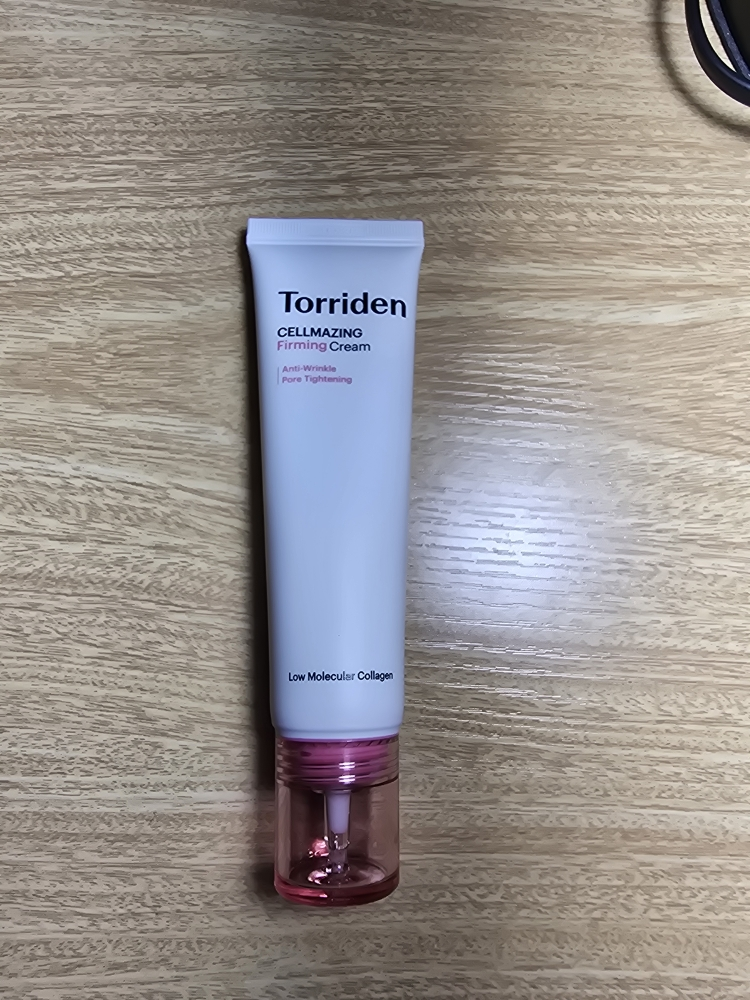 Torriden
CELLMAZING
Firming Cream
Anti-Wrinkle
Pore Tightening
Low Molecular Collagen